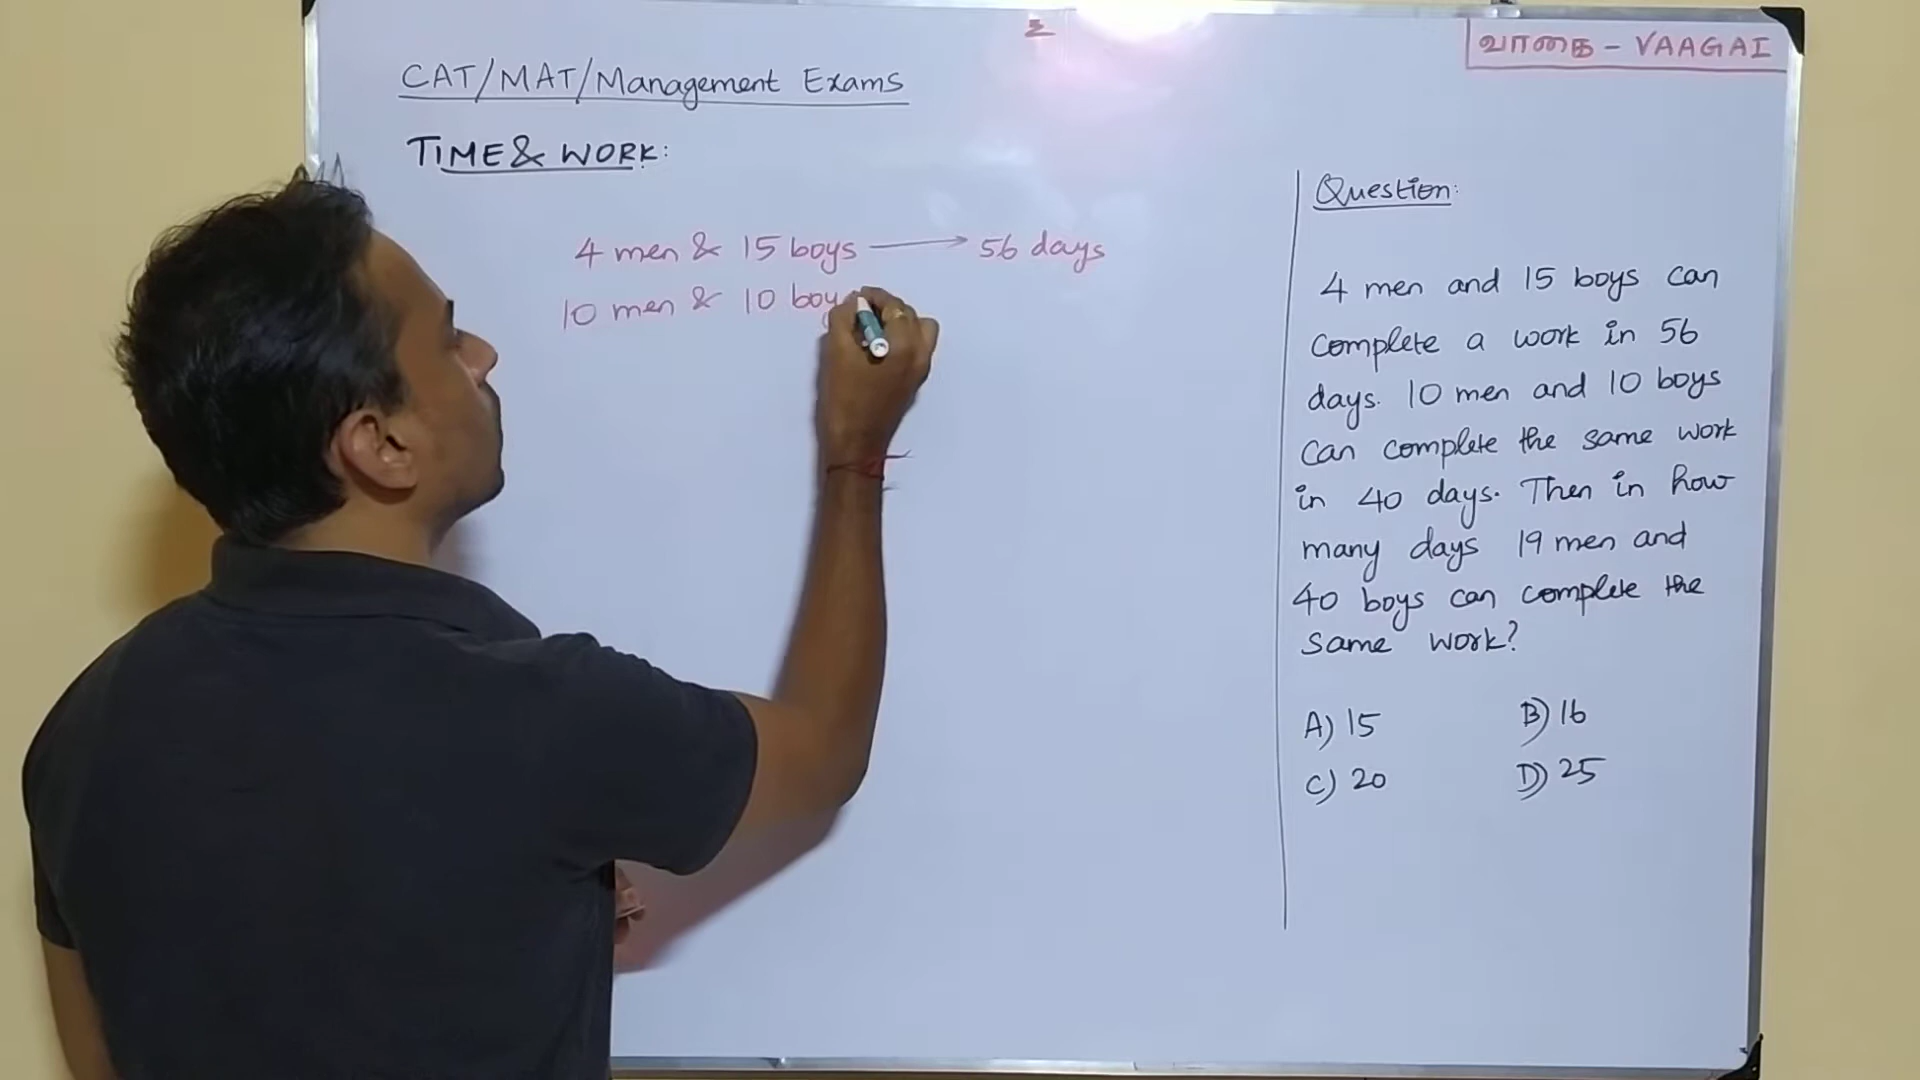 வாகை - VAAGAI
CAT/MAT/Management Exams
TIME & WORK:
4 men & 15 boys → 56 days
10 men & 10 boy
Question:
4 men and 15 boys can
complete a work in 56
days. 10 men and 10 boys
can complete the same work
in 40 days. Then in how
many days 19 men and
40 boys can complete the
same work?
A) 15 B) 16
C) 20 D) 25